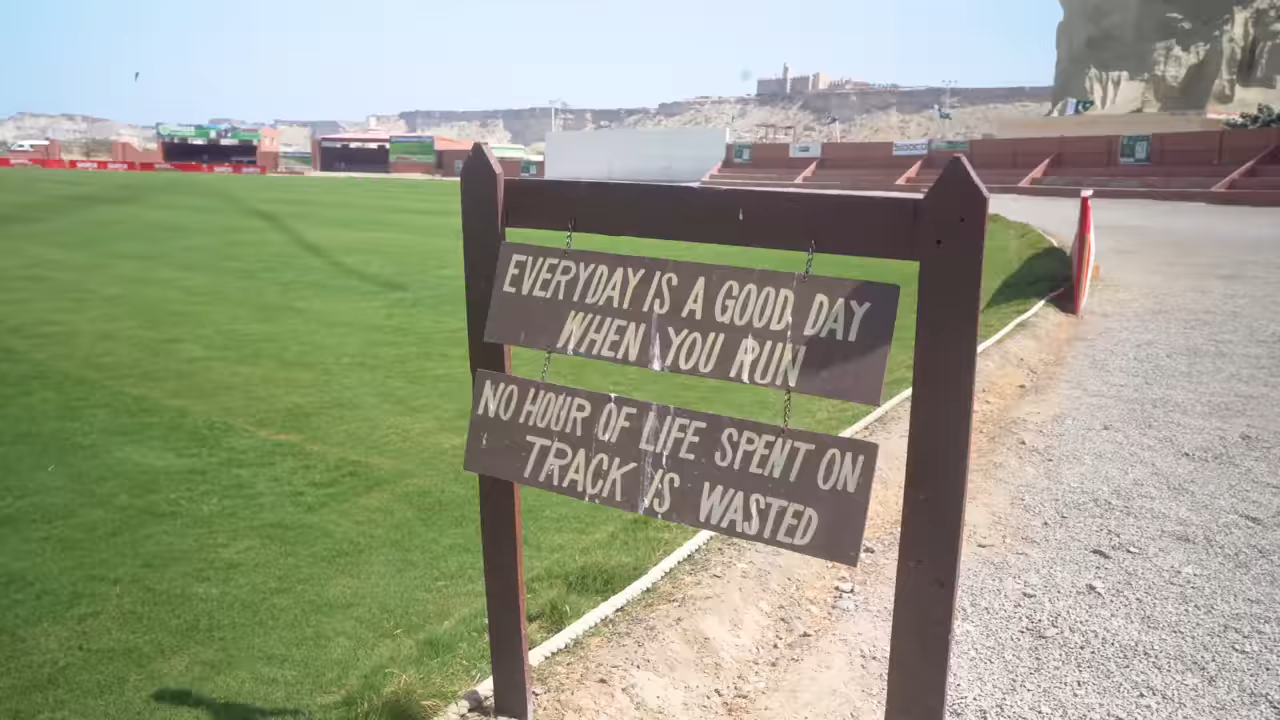 EVERYDAY IS A GOOD DAY
WHEN YOU RUN
NO HOUR OF LIFE SPENT ON
TRACK IS WASTED